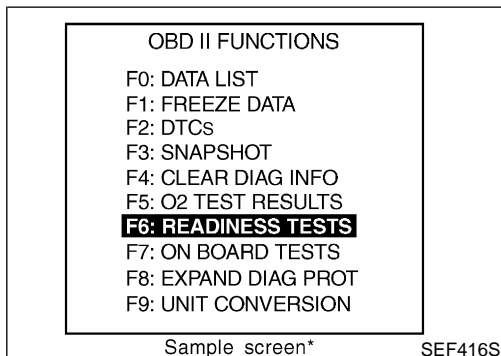 OBD II FUNCTIONS
F0: DATA LIST
F1: FREEZE DATA
F2: DTCs
F3: SNAPSHOT
F4: CLEAR DIAG INFO
F5: O2 TEST RESULTS
F6: READINESS TESTS
F7: ON BOARD TESTS
F8: EXPAND DIAG PROT
F9: UNIT CONVERSION
Sample screen*
SEF416S